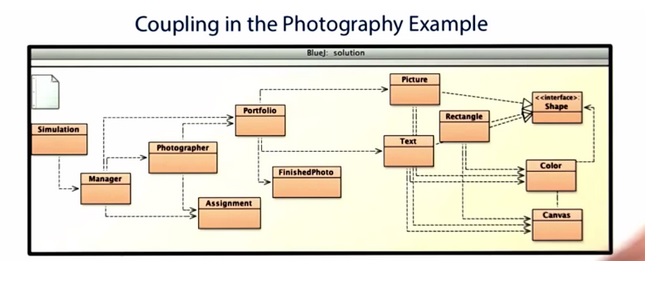 Coupling in the Photography Example
BlueJ: solution
Picture
<<interface>>
Shape
Portfolio
Rectangle
Simulation
Text
Photographer
Color
FinishedPhoto
Manager
Assignment
Canvas